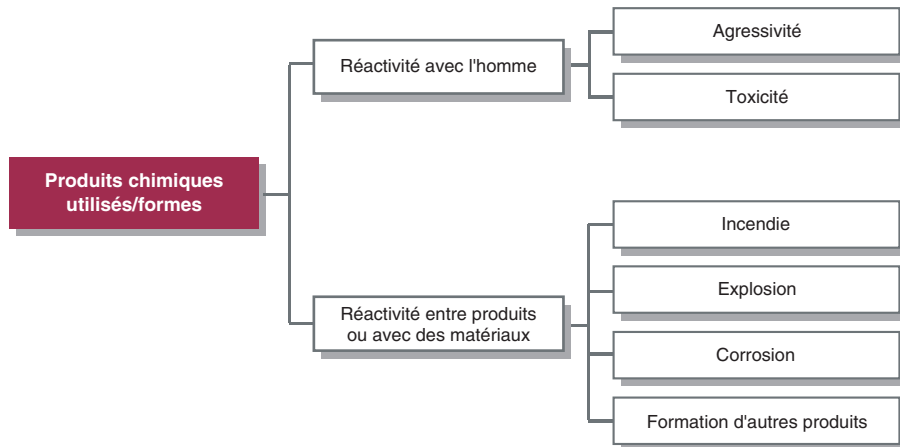 Produits chimiques
utilisés/formes
Réactivité avec l'homme
Agressivité
Toxicité
Réactivité entre produits
ou avec des matériaux
Incendie
Explosion
Corrosion
Formation d'autres produits